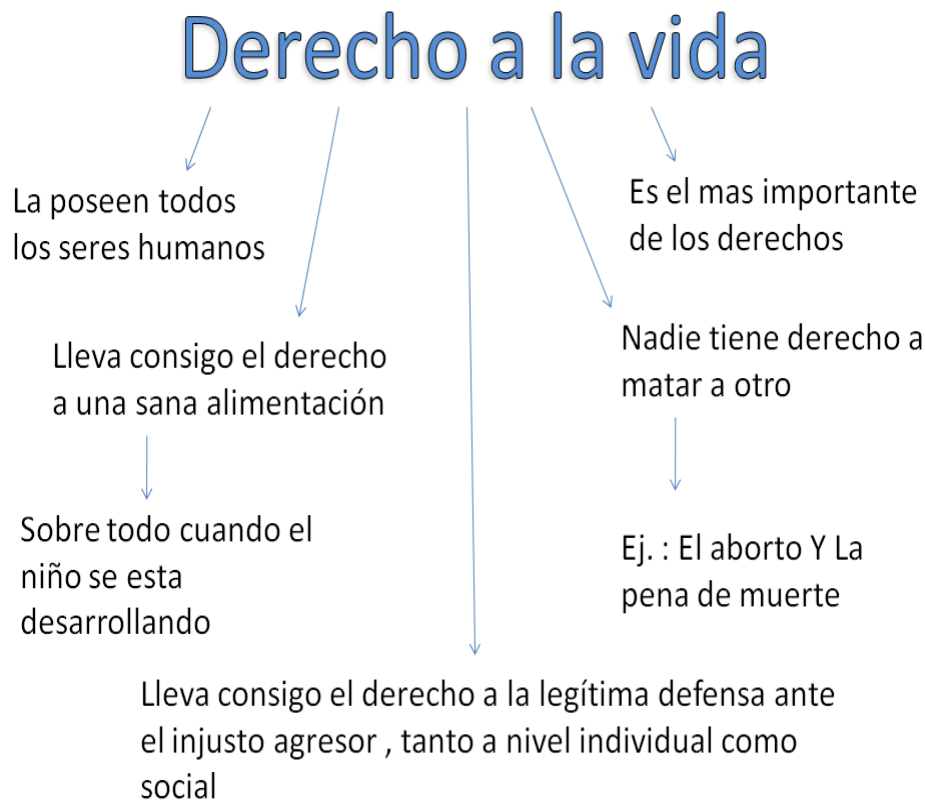 Derecho a la vida
La poseen todos
los seres humanos
Es el mas importante
de los derechos
Lleva consigo el derecho
a una sana alimentación
Nadie tiene derecho a
matar a otro
Sobre todo cuando el
niño se esta
desarrollando
Ej. : El aborto Y La
pena de muerte
Lleva consigo el derecho a la legítima defensa ante
el injusto agresor , tanto a nivel individual como
social